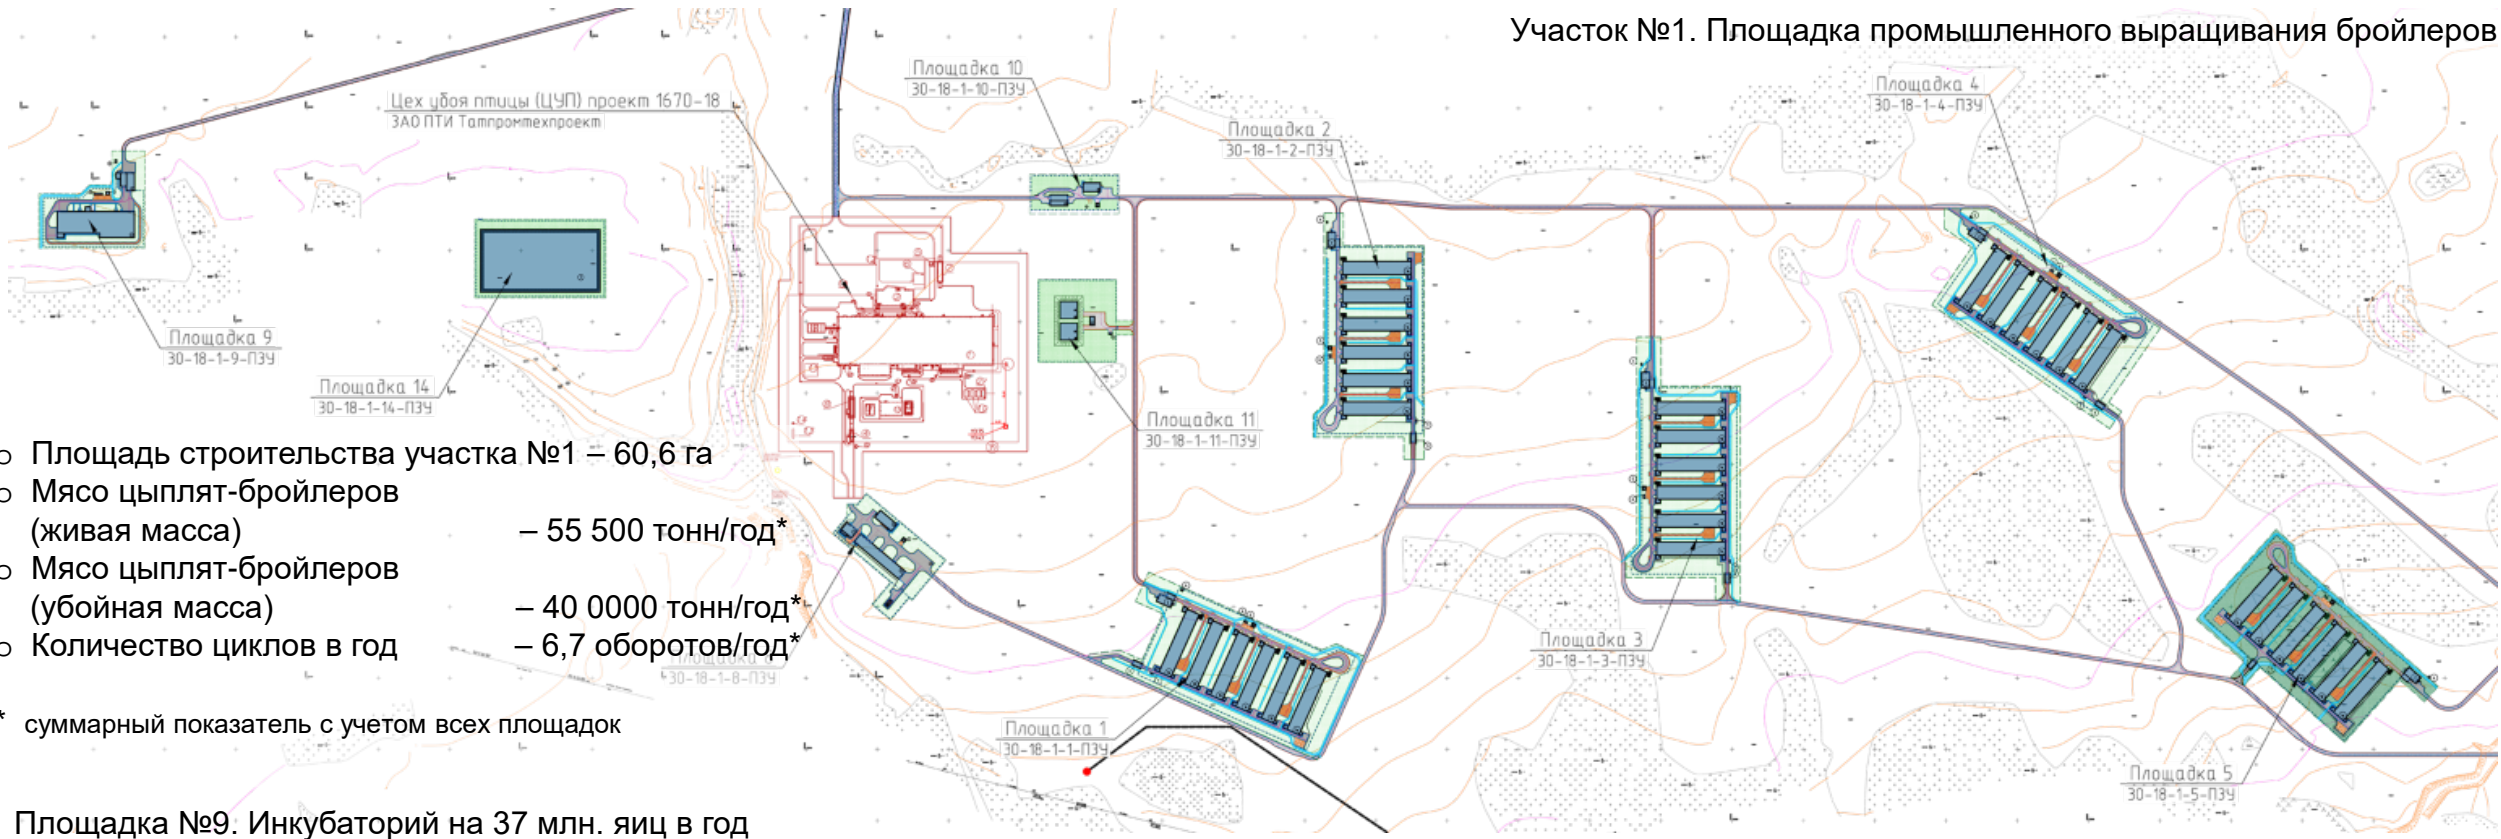 Участок №1. Площадка промышленного выращивания бройлеров
Площадка 10
30-18-1-10-ПЗУ
Площадка 4
30-18-1-4-ПЗУ
Цех убоя птицы (ЦУП) проект 1670-18
ЗАО ПТИ Татпромтехпроект
Площадка 2
30-18-1-2-ПЗУ
Площадка 9
30-18-1-9-ПЗУ
Площадка 14
30-18-1-14-ПЗУ
Площадка 11
30-18-1-11-ПЗУ
○ Площадь строительства участка №1 – 60,6 га
○ Мясо цыплят-бройлеров
(живая масса) – 55 500 тонн/год*
○ Мясо цыплят-бройлеров
(убойная масса) – 40 0000 тонн/год*
○ Количество циклов в год – 6,7 оборотов/год*
Площадка 8
30-18-1-8-ПЗУ
Площадка 3
30-18-1-3-ПЗУ
* суммарный показатель с учетом всех площадок
Площадка 1
30-18-1-1-ПЗУ
Площадка 5
30-18-1-5-ПЗУ
Площадка №9. Инкубаторий на 37 млн. яиц в год